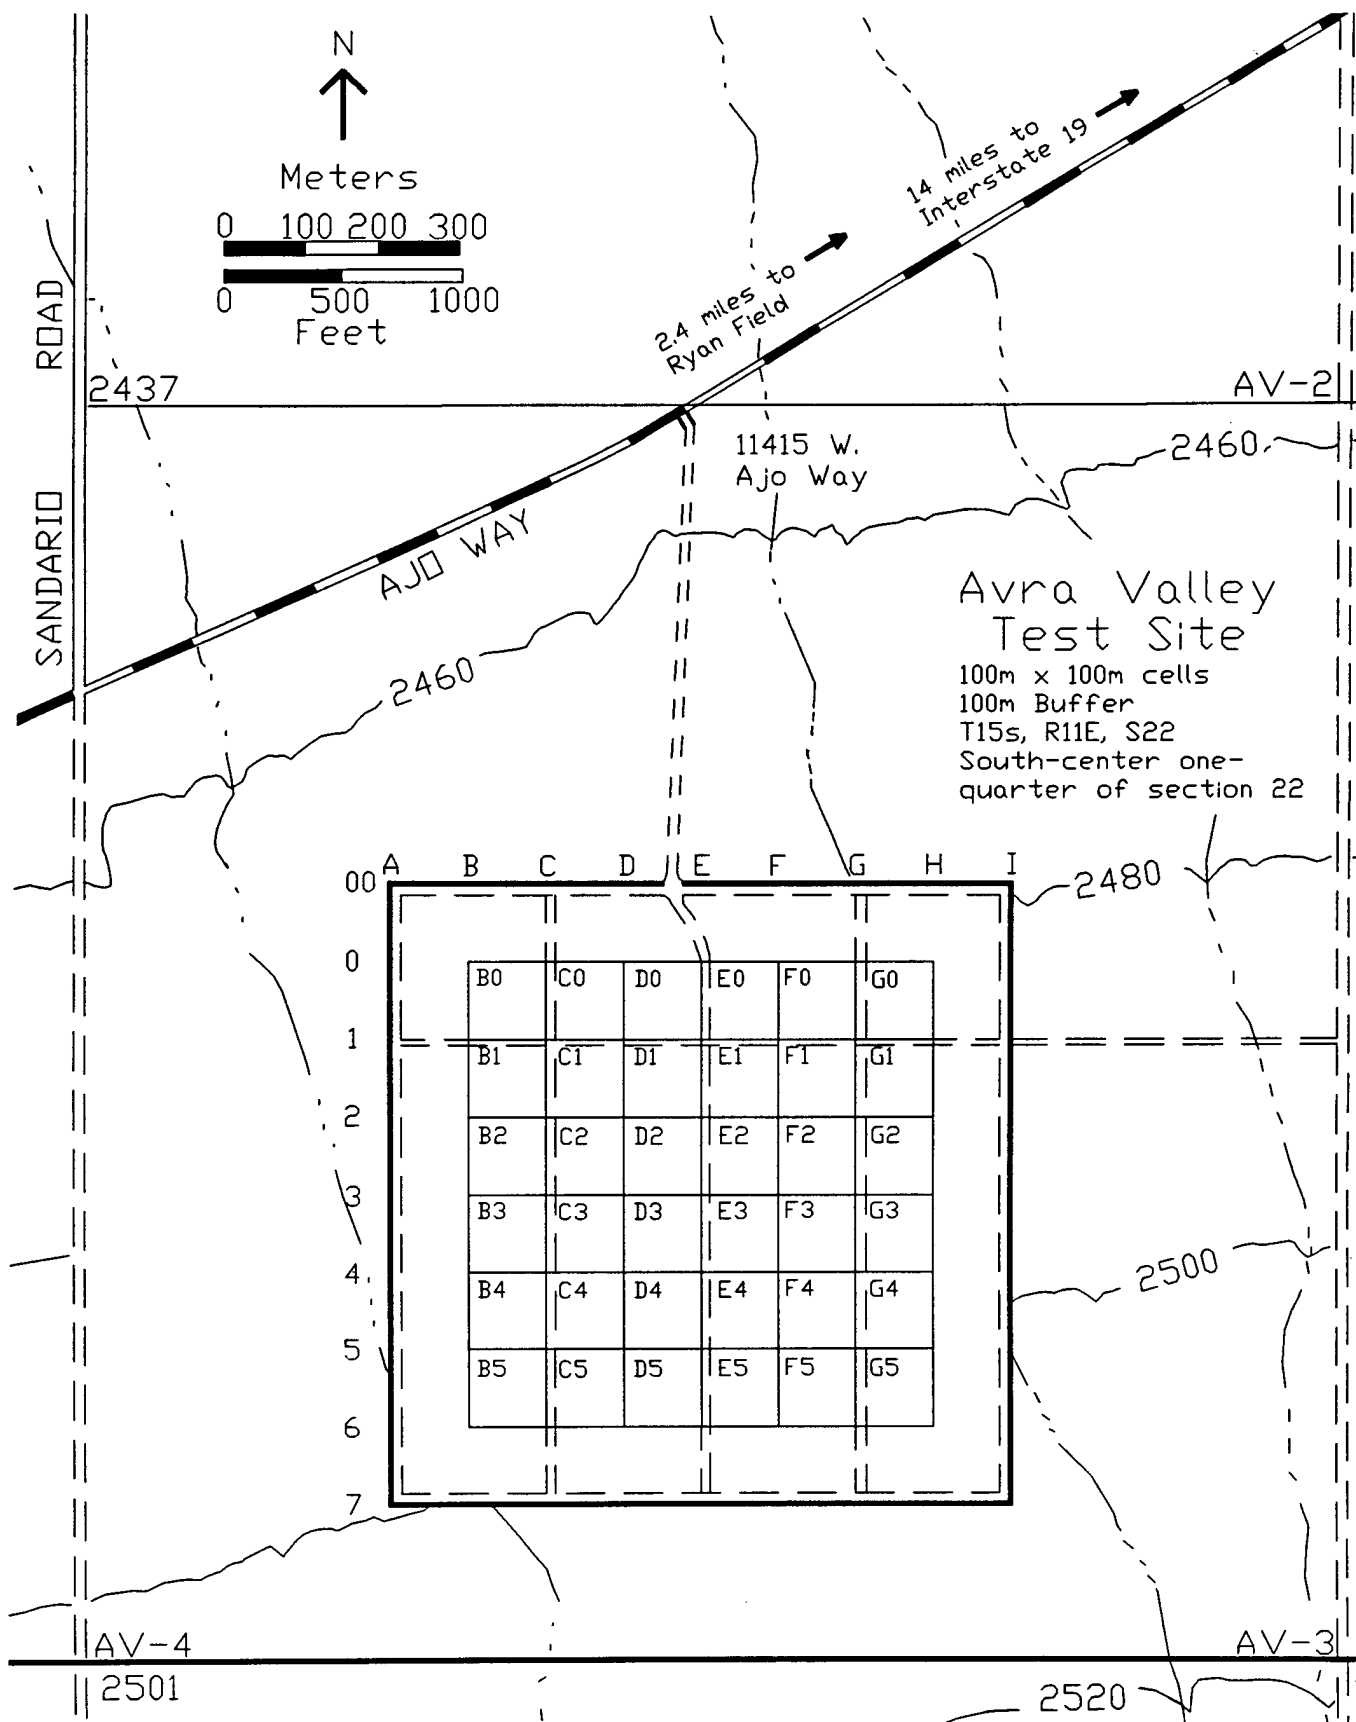 N
Meters
0 100 200 300
0 500 1000
Feet
14 miles to
Interstate 19
2.4 miles to
Ryan Field
SANDARIO ROAD
2437
AV-2
11415 W.
Ajo Way
2460
AJO WAY
2460
Avra Valley
Test Site
100m x 100m cells
100m Buffer
T15s, R11E, S22
South-center one-
quarter of section 22
A B C D E F G H I
00
2480
0
B0 C0 D0 E0 F0 G0
1
B1 C1 D1 E1 F1 G1
2
B2 C2 D2 E2 F2 G2
3
B3 C3 D3 E3 F3 G3
2500
4
B4 C4 D4 E4 F4 G4
5
B5 C5 D5 E5 F5 G5
6
7
AV-4
AV-3
2501
2520